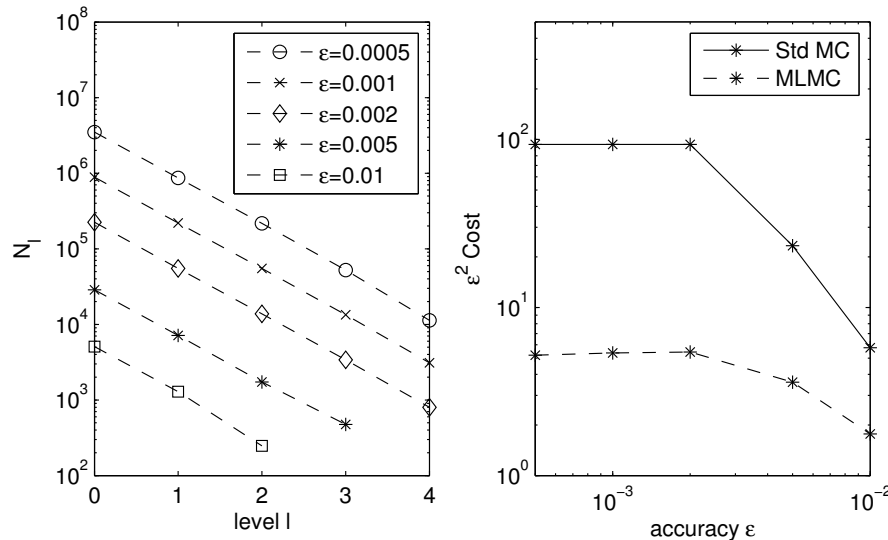 10^8
10^7
10^6
10^5
10^4
10^3
10^2
N_l
0 1 2 3 4
level l
ε=0.0005
ε=0.001
ε=0.002
ε=0.005
ε=0.01
10^2
10^1
10^0
ε^2 Cost
10^-3 10^-2
accuracy ε
Std MC
MLMC